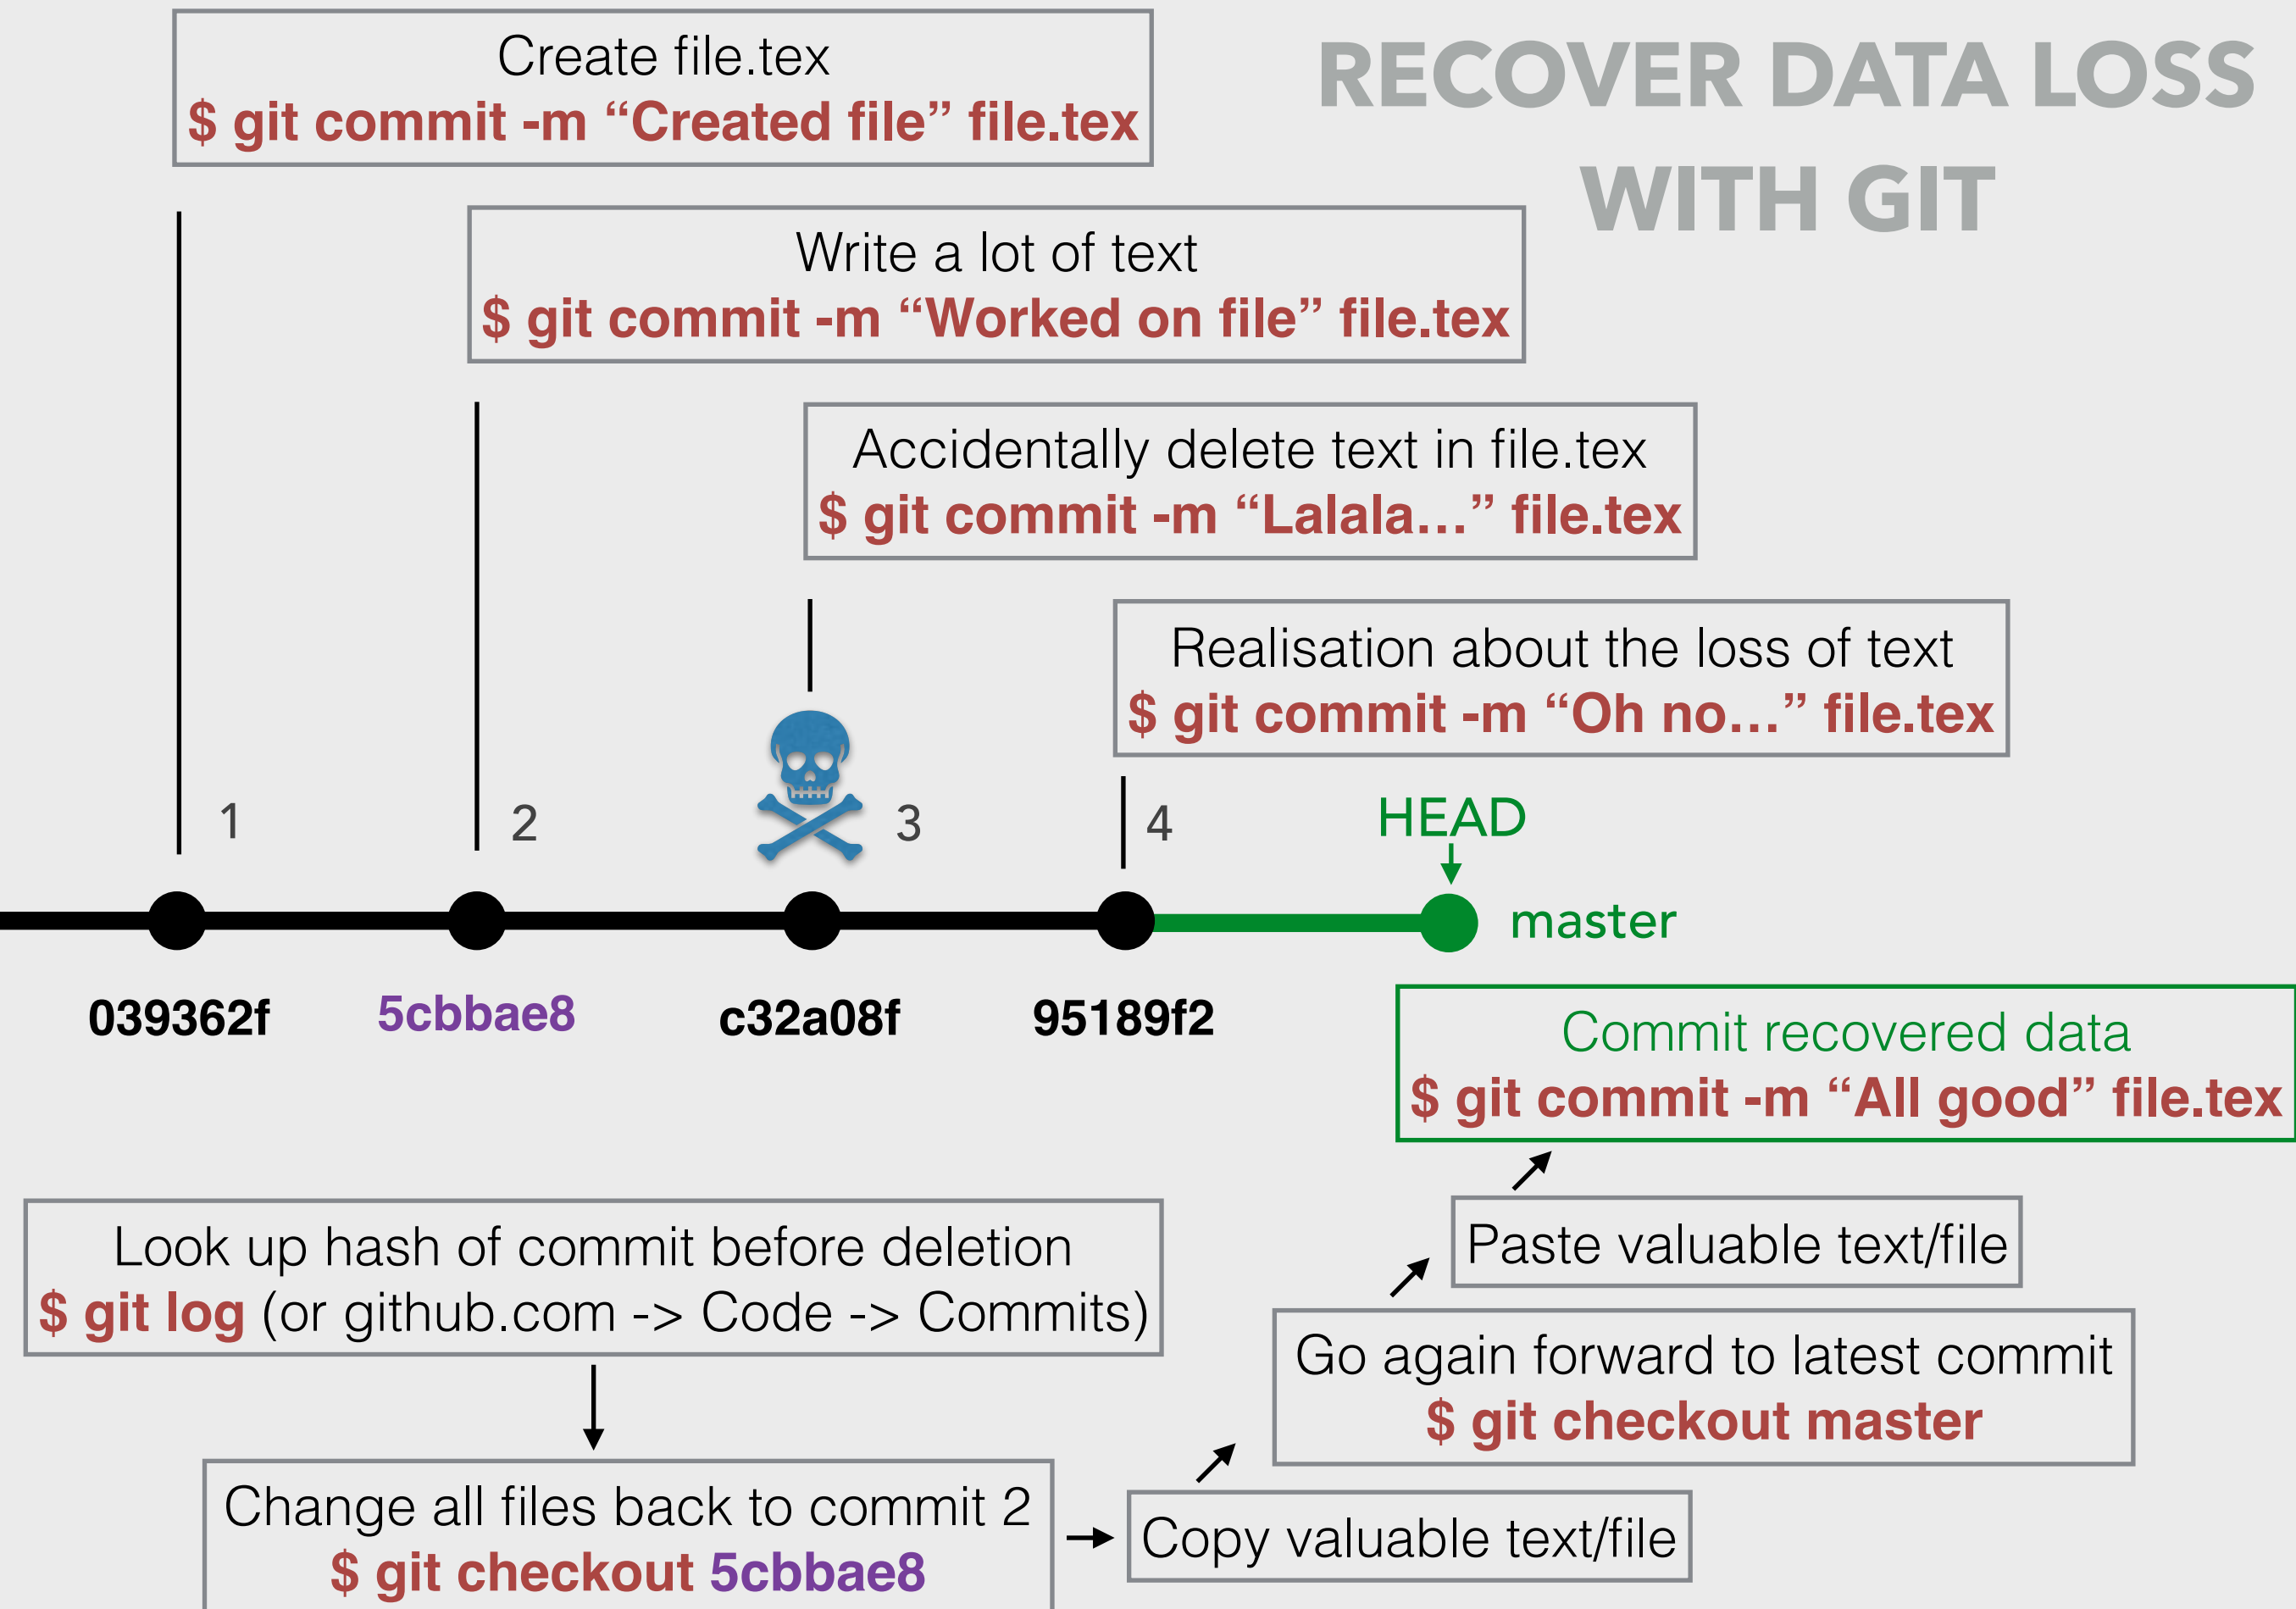 RECOVER DATA LOSS
WITH GIT
Create file.tex
$ git commit -m “Created file” file.tex
Write a lot of text
$ git commit -m “Worked on file” file.tex
Accidentally delete text in file.tex
$ git commit -m “Lalala…” file.tex
Realisation about the loss of text
$ git commit -m “Oh no…” file.tex
1
2
3
4
HEAD
master
039362f
5cbbae8
c32a08f
95189f2
Commit recovered data
$ git commit -m “All good” file.tex
Look up hash of commit before deletion
$ git log (or github.com -> Code -> Commits)
Change all files back to commit 2
$ git checkout 5cbbae8
Copy valuable text/file
Go again forward to latest commit
$ git checkout master
Paste valuable text/file